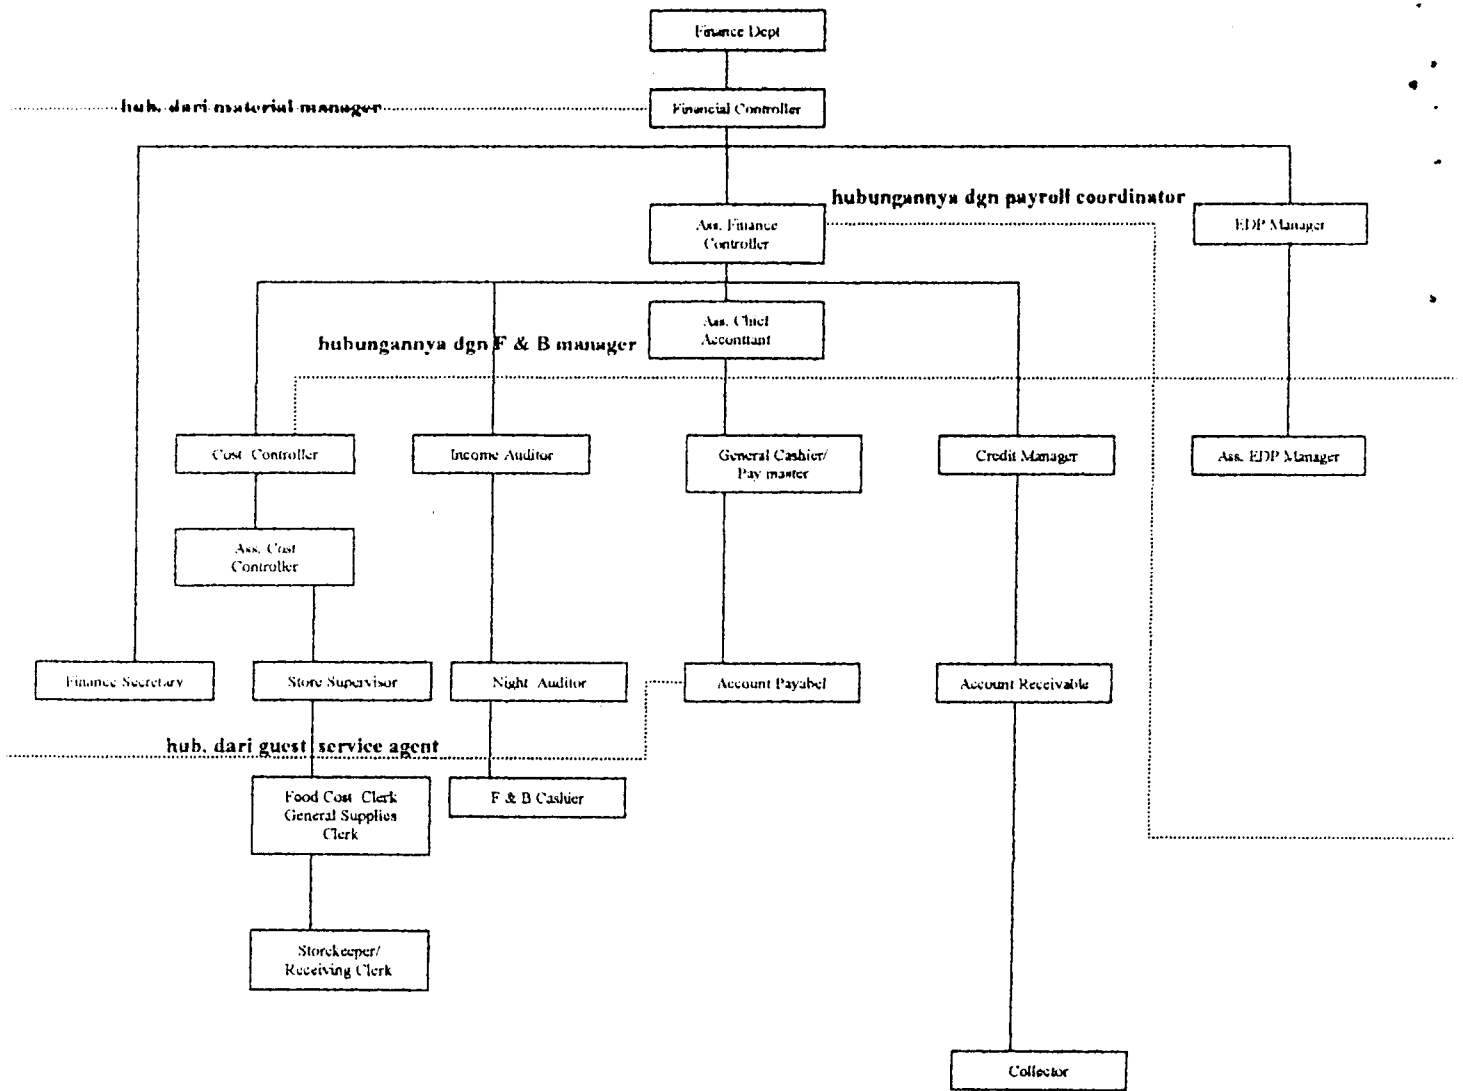 Finance Dept
hub. dari material manager
Financial Controller
hubungannya dgn payroll coordinator
Ass. Finance
Controller
EDP Manager
Ass. Chief
Accontant
hubungannya dgn F & B manager
Cost Controller
Income Auditor
General Cashier/
Pay master
Credit Manager
Ass. EDP Manager
Ass. Cost
Controller
Finance Secretary
Store Supervisor
Night Auditor
Account Payabel
Account Receivable
hub. dari guest service agent
Food Cost Clerk
General Supplies
Clerk
F & B Cashier
Storekeeper/
Receiving Clerk
Collector